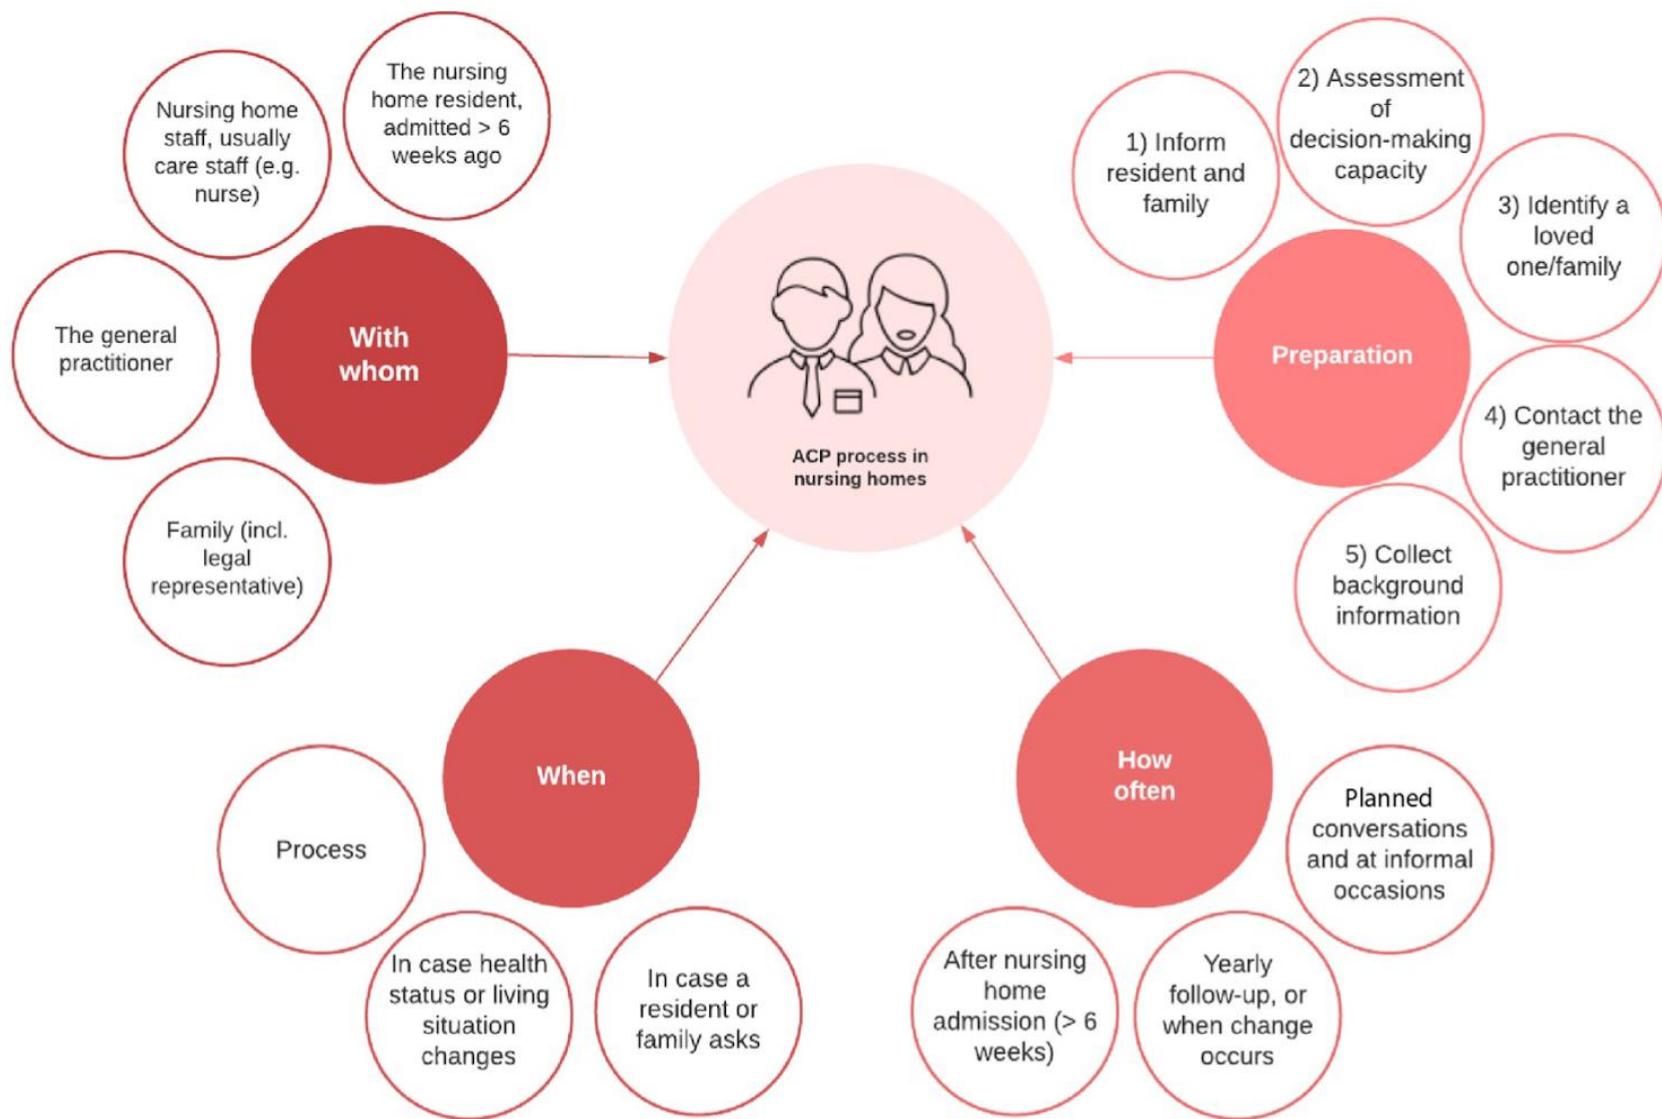 The nursing
home resident,
admitted > 6
weeks ago
Nursing home
staff, usually
care staff (e.g.
nurse)
The general
practitioner
Family (incl.
legal
representative)
With
whom
ACP process in
nursing homes
Preparation
1) Inform
resident and
family
2) Assessment
of
decision-making
capacity
3) Identify a
loved
one/family
4) Contact the
general
practitioner
5) Collect
background
information
When
Process
In case health
status or living
situation
changes
In case a
resident or
family asks
How
often
After nursing
home
admission (> 6
weeks)
Yearly
follow-up, or
when change
occurs
Planned
conversations
and at informal
occasions